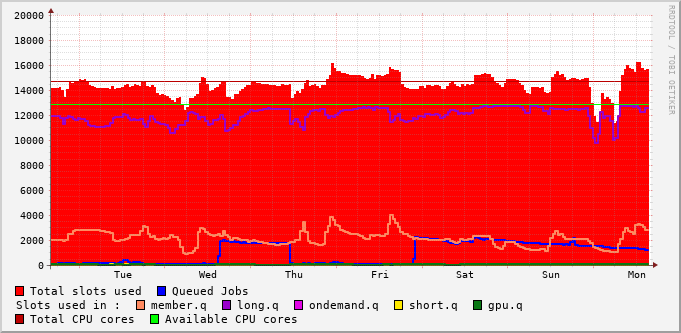 RRDTOOL / TOBI OETIKER
20000
18000
16000
14000
12000
10000
8000
6000
4000
2000
0
Tue Wed Thu Fri Sat Sun Mon
Total slots used Queued Jobs
Slots used in : member.q long.q ondemand.q short.q gpu.q
Total CPU cores Available CPU cores